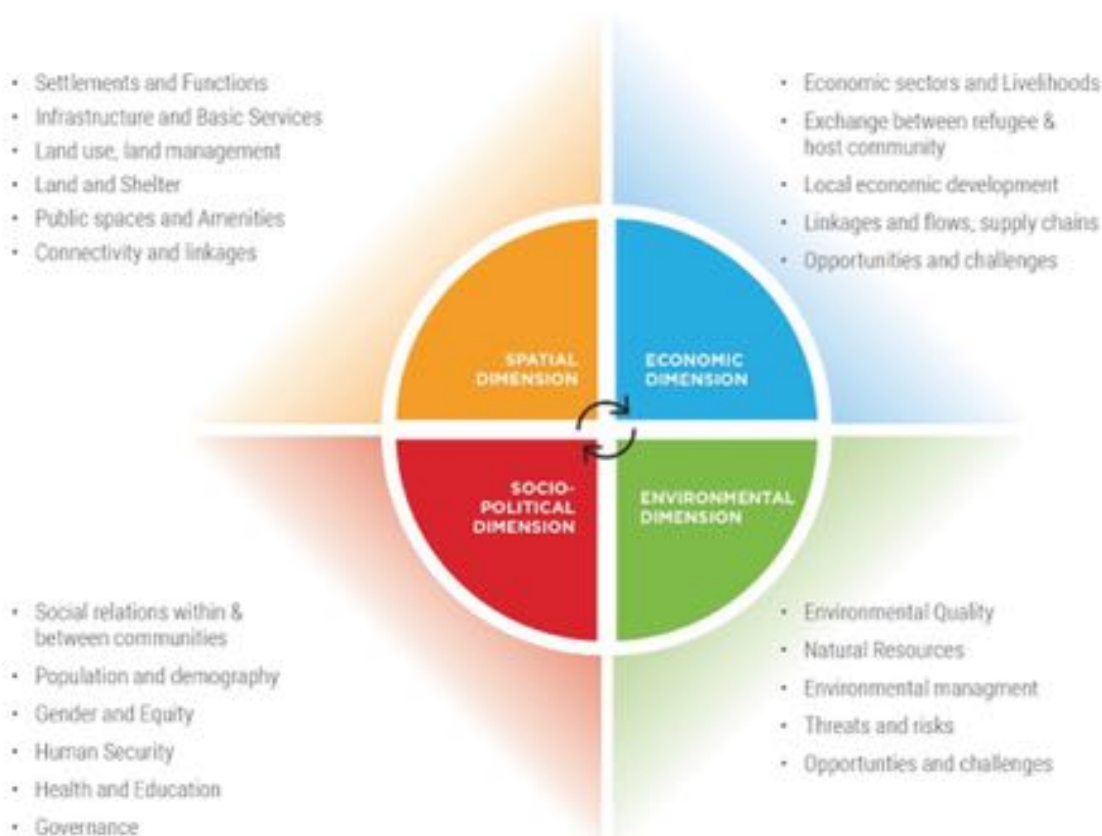 • Settlements and Functions
• Infrastructure and Basic Services
• Land use, land management
• Land and Shelter
• Public spaces and Amenities
• Connectivity and linkages
• Economic sectors and Livelihoods
• Exchange between refugee &
host community
• Local economic development
• Linkages and flows, supply chains
• Opportunities and challenges
SPATIAL
DIMENSION
ECONOMIC
DIMENSION
SOCIO-
POLITICAL
DIMENSION
ENVIRONMENTAL
DIMENSION
• Social relations within &
between communities
• Population and demography
• Gender and Equity
• Human Security
• Health and Education
• Governance
• Environmental Quality
• Natural Resources
• Environmental managment
• Threats and risks
• Opportunties and challenges